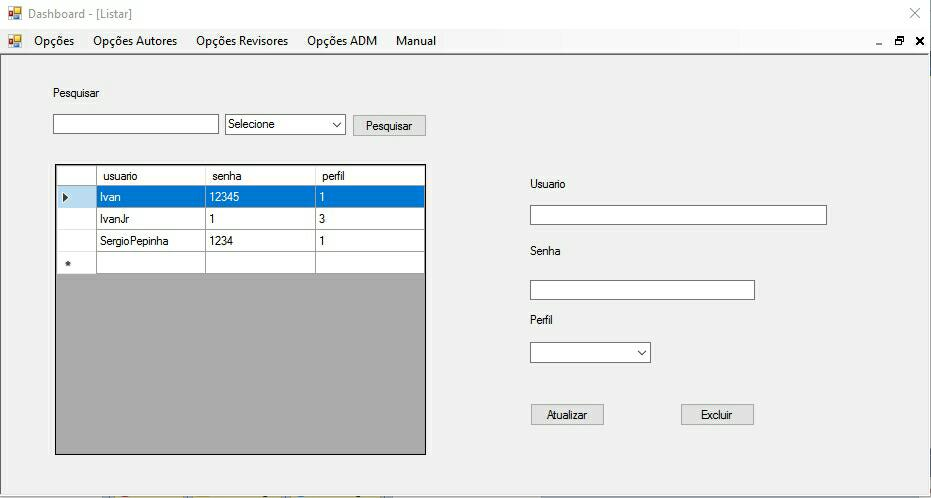 Dashboard - [Listar]
Opções Opções Autores Opções Revisores Opções ADM Manual
Pesquisar
Selecione Pesquisar
usuario senha perfil
Ivan 12345 1
IvanJr 1 3
SergioPepinha 1234 1
Usuario
Senha
Perfil
Atualizar Excluir